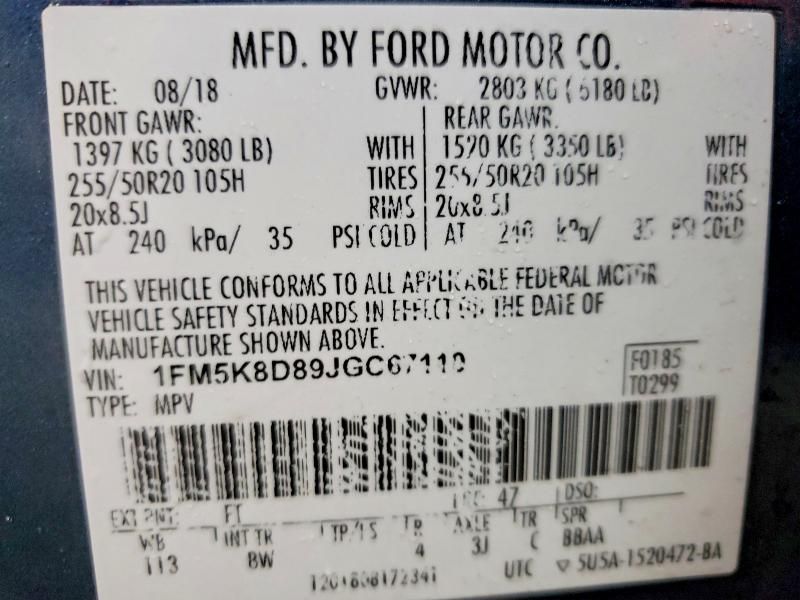 MFD. BY FORD MOTOR CO.
DATE: 08/18 GVWR: 2803 KG ( 6180 LB)
FRONT GAWR: REAR GAWR:
1397 KG ( 3080 LB) WITH 1520 KG ( 3350 LB) WITH
255/50R20 105H TIRES 255/50R20 105H TIRES
20x8.5J RIMS 20x8.5J RIMS
AT 240 kPa/ 35 PSI COLD AT 240 kPa/ 35 PSI COLD
THIS VEHICLE CONFORMS TO ALL APPLICABLE FEDERAL MOTOR
VEHICLE SAFETY STANDARDS IN EFFECT ON THE DATE OF
MANUFACTURE SHOWN ABOVE.
VIN: 1FM5K8D89JGC67110 F0185
TYPE: MPV T0299
EXT PNT: FT 47 DSO:
WB INT TR TP/PS R AXLE TR SPR
113 BW 4 3J C BBAA
UTC ▽ 5U5A-1520472-BA